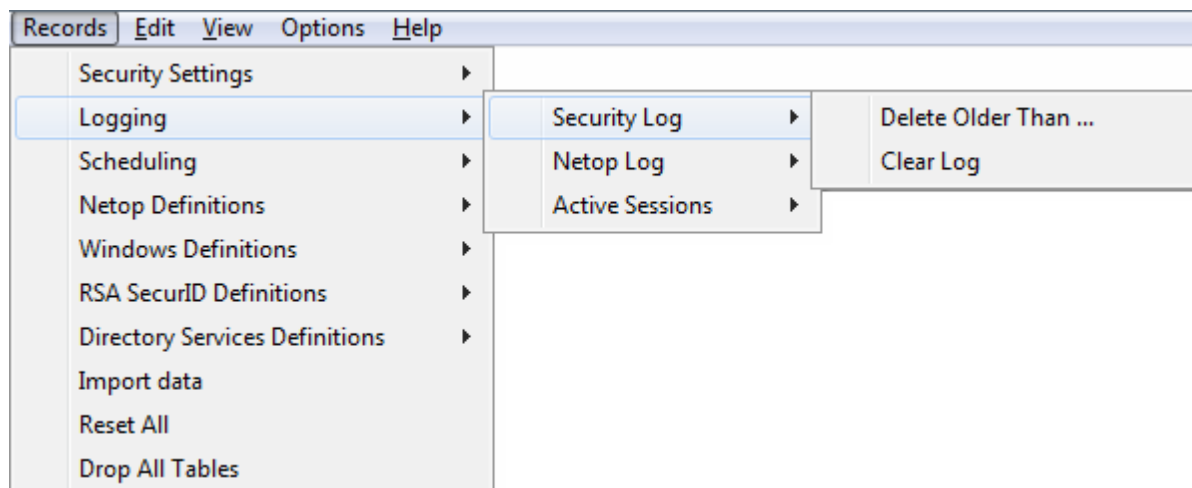 Records Edit View Options Help
Security Settings
Logging Security Log Delete Older Than ...
Scheduling Netop Log Clear Log
Netop Definitions Active Sessions
Windows Definitions
RSA SecurID Definitions
Directory Services Definitions
Import data
Reset All
Drop All Tables